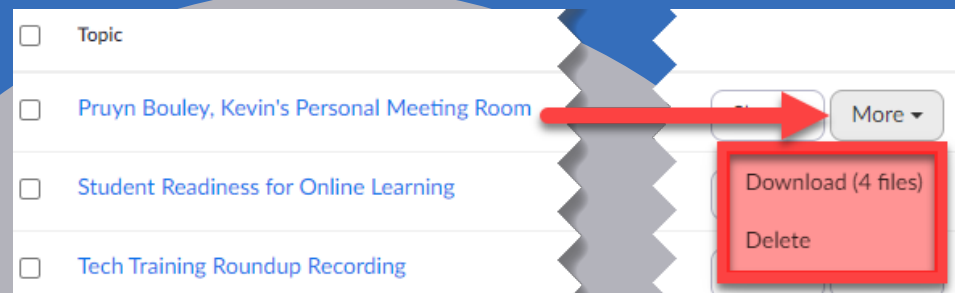 Topic
Pruyn Bouley, Kevin's Personal Meeting Room
More
Download (4 files)
Student Readiness for Online Learning
Delete
Tech Training Roundup Recording